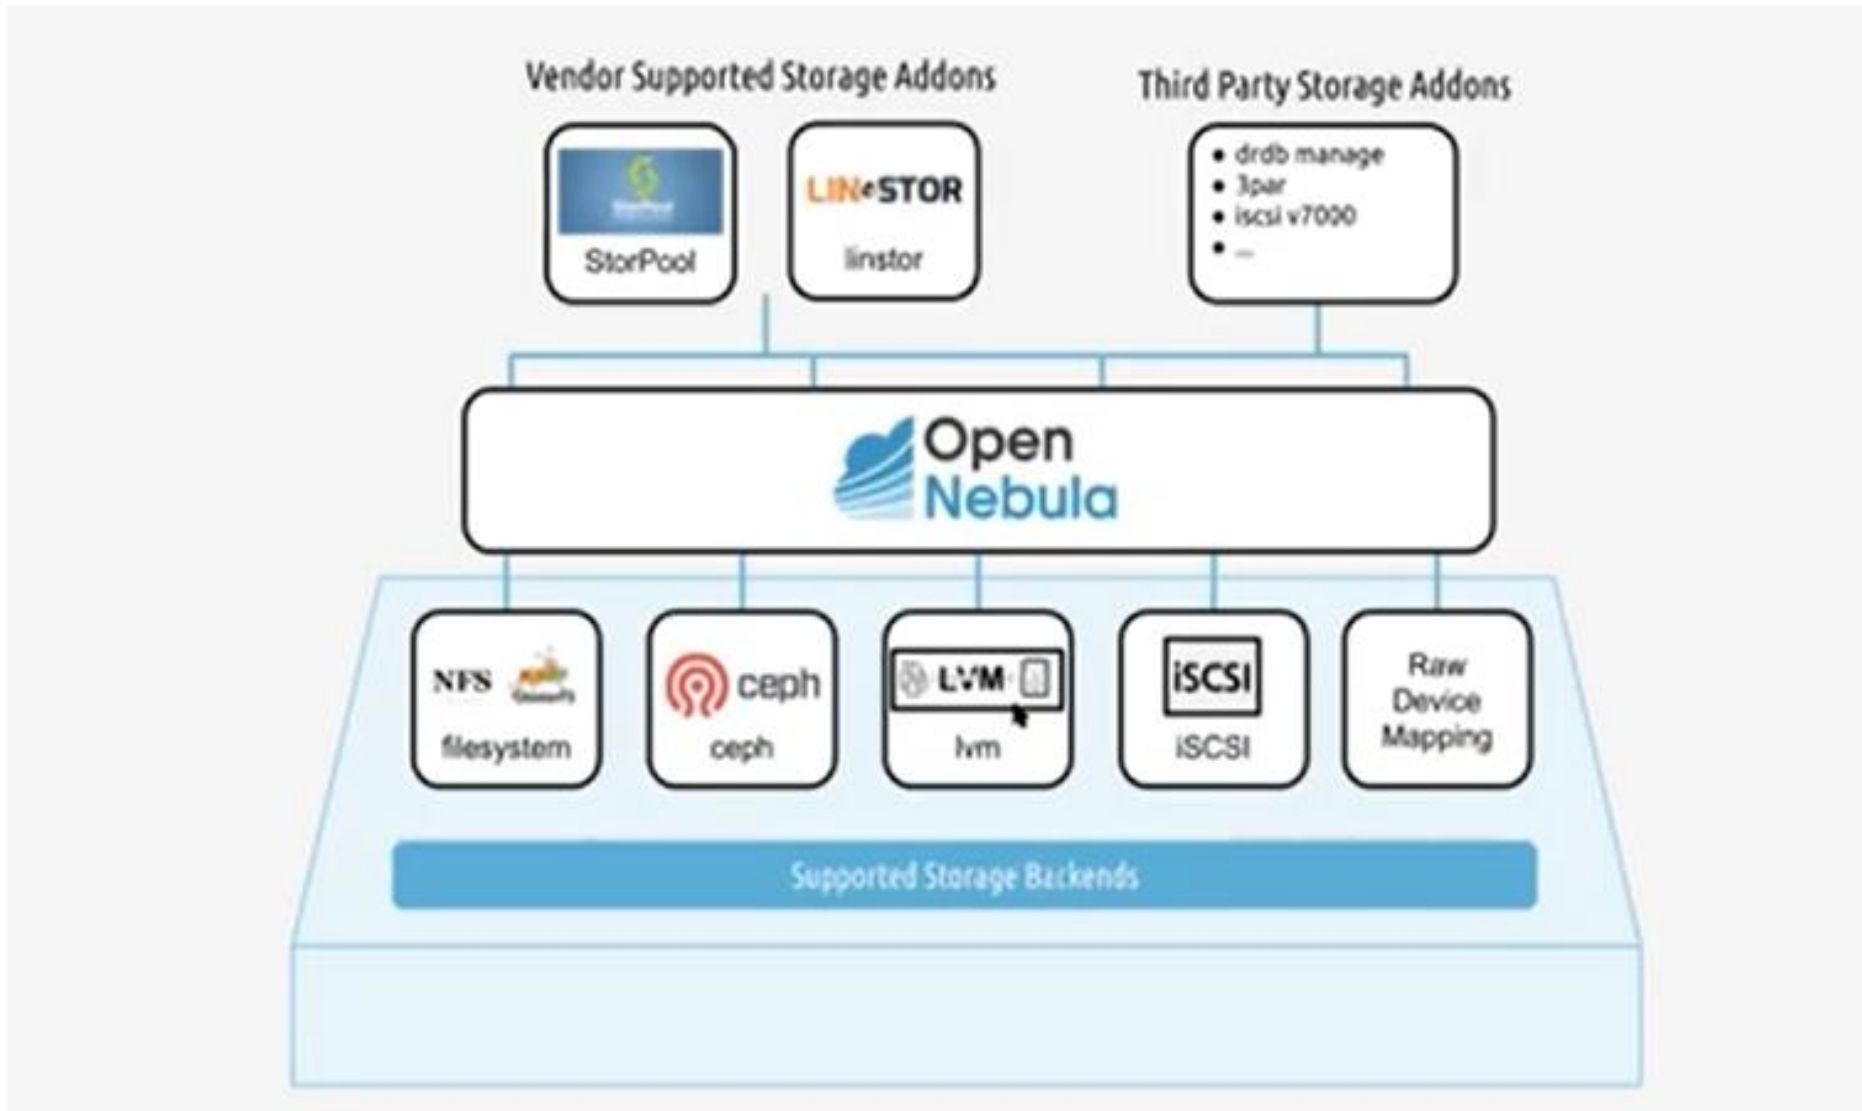 Vendor Supported Storage Addons
Third Party Storage Addons
StorPool
StorPool
LINSTOR
linstor
• drdb manage
• 3par
• iscsi v7000
• ...
Open
Nebula
NFS
filesystem
ceph
ceph
LVM
lvm
iSCSI
iSCSI
Raw
Device
Mapping
Supported Storage Backends